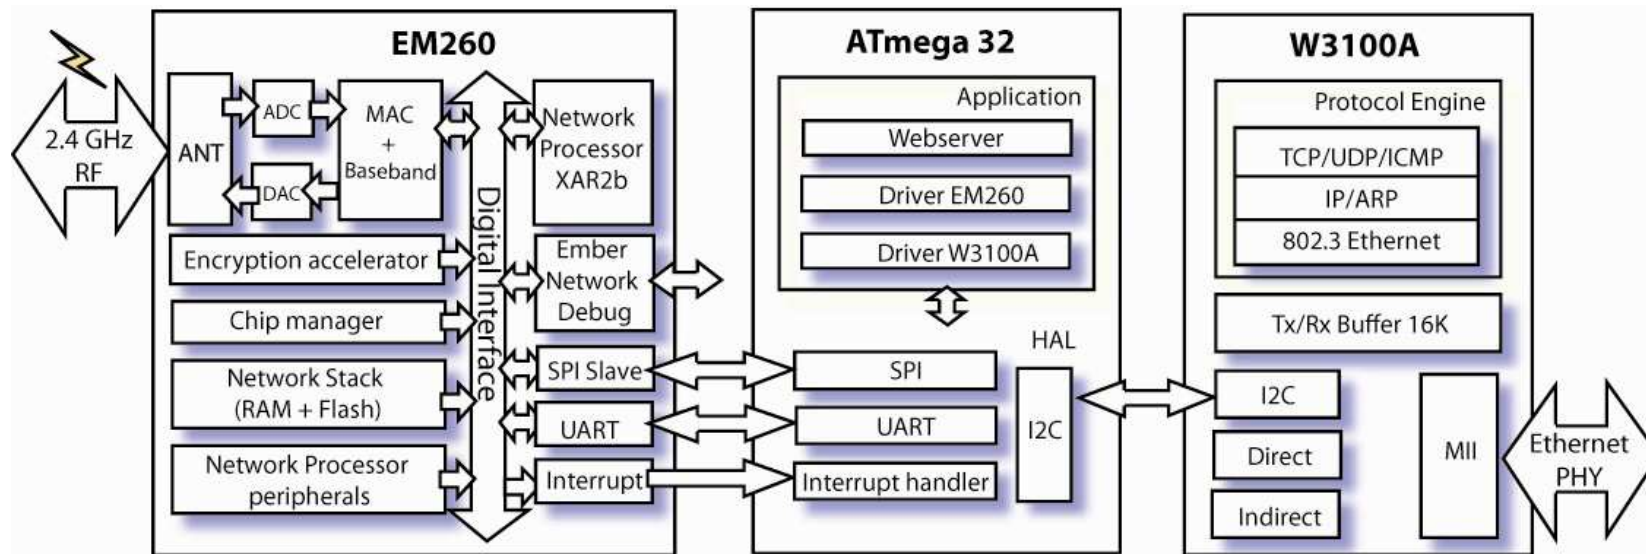 EM260
2.4 GHz
RF
ANT
ADC
DAC
MAC
+
Baseband
Digital Interface
Network
Processor
XAR2b
Encryption accelerator
Chip manager
Network Stack
(RAM + Flash)
Network Processor
peripherals
Ember
Network
Debug
SPI Slave
UART
Interrupt
ATmega 32
Application
Webserver
Driver EM260
Driver W3100A
HAL
SPI
UART
Interrupt handler
I2C
W3100A
Protocol Engine
TCP/UDP/ICMP
IP/ARP
802.3 Ethernet
Tx/Rx Buffer 16K
I2C
Direct
Indirect
MII
Ethernet
PHY